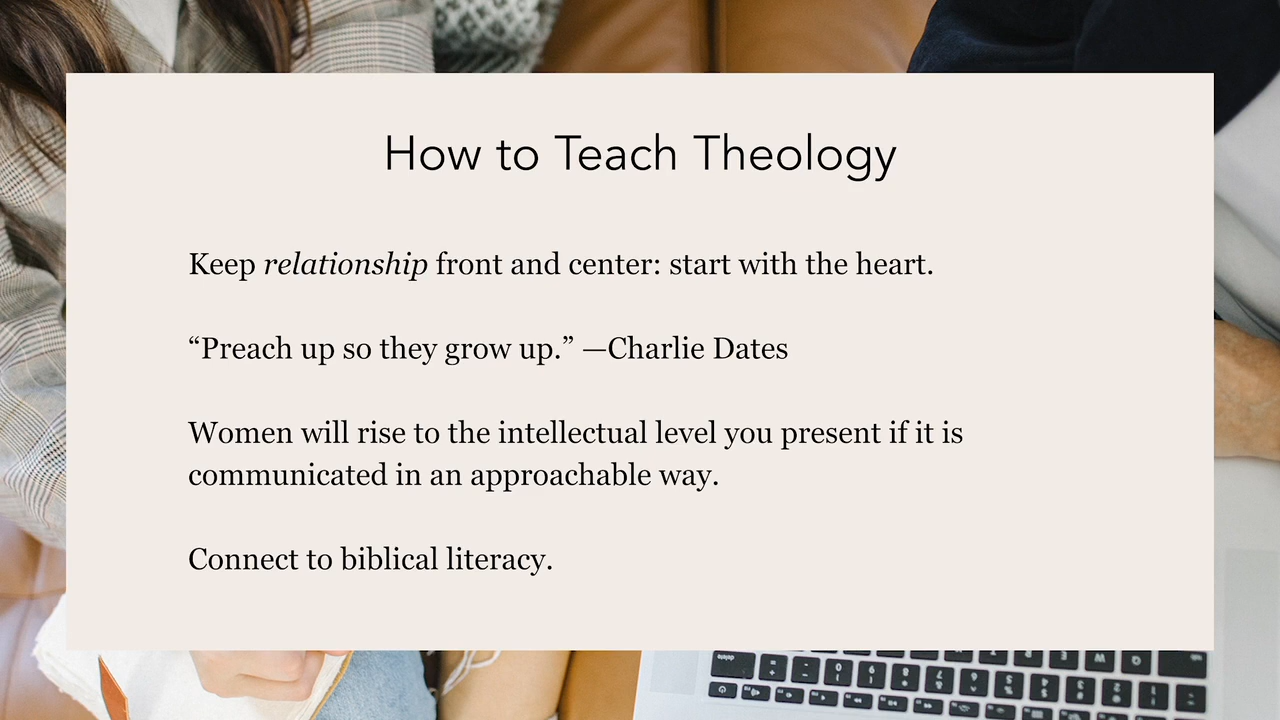 How to Teach Theology
Keep relationship front and center: start with the heart.
“Preach up so they grow up.” —Charlie Dates
Women will rise to the intellectual level you present if it is
communicated in an approachable way.
Connect to biblical literacy.